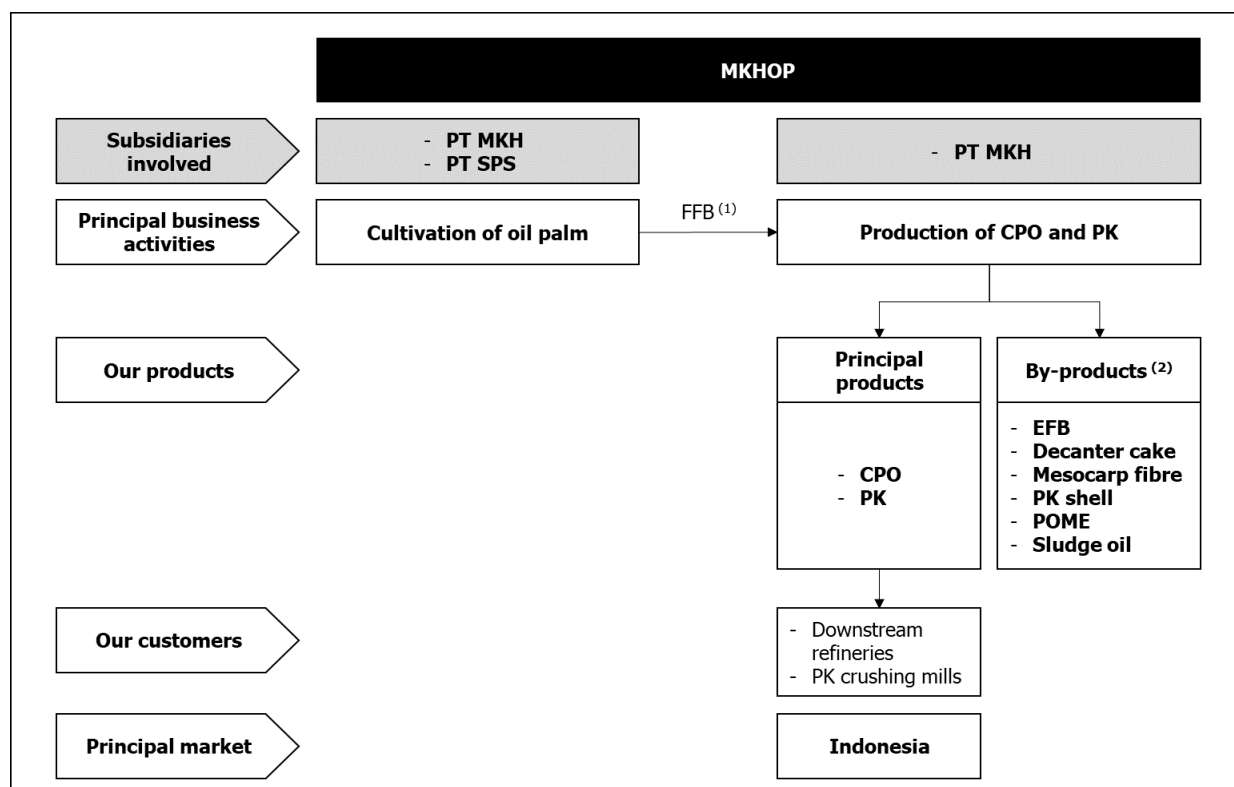 MKHOP
Subsidiaries
involved
- PT MKH
- PT SPS
- PT MKH
Principal business
activities
Cultivation of oil palm
FFB (1)
Production of CPO and PK
Our products
Principal
products
By-products (2)
- CPO
- PK
- EFB
- Decanter cake
- Mesocarp fibre
- PK shell
- POME
- Sludge oil
Our customers
- Downstream
refineries
- PK crushing mills
Principal market
Indonesia